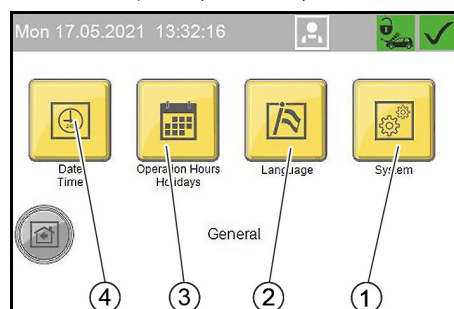 Mon 17.05.2021 13:32:16
24
Date
Time
Operation Hours
Holidays
Language
System
General
4
3
2
1